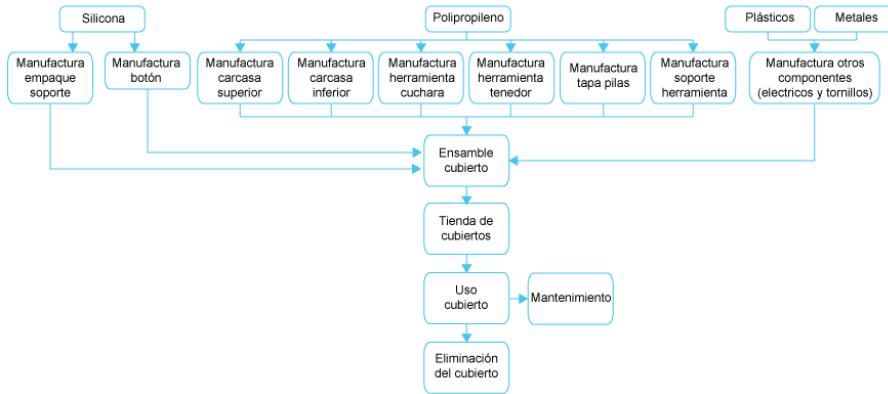 Silicona
Polipropileno
Plásticos
Metales
Manufactura
empaque
soporte
Manufactura
botón
Manufactura
carcasa
superior
Manufactura
carcasa
inferior
Manufactura
herramienta
cuchara
Manufactura
herramienta
tenedor
Manufactura
tapa pilas
Manufactura
soporte
herramienta
Manufactura otros
componentes
(electricos y tornillos)
Ensamble
cubierto
Tienda de
cubiertos
Uso
cubierto
Mantenimiento
Eliminación
del cubierto